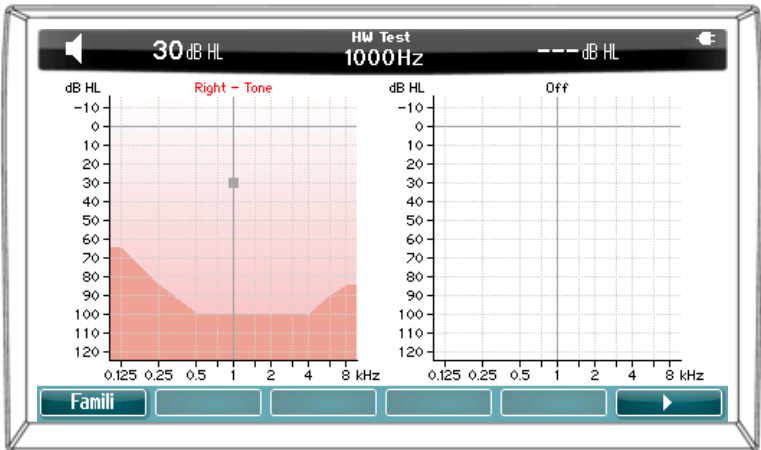 30 dB HL
HW Test
1000Hz
--- dB HL
dB HL
Right - Tone
-10
0
10
20
30
40
50
60
70
80
90
100
110
120
0.125 0.25 0.5 1 2 4 8 kHz
dB HL
Off
-10
0
10
20
30
40
50
60
70
80
90
100
110
120
0.125 0.25 0.5 1 2 4 8 kHz
Famili